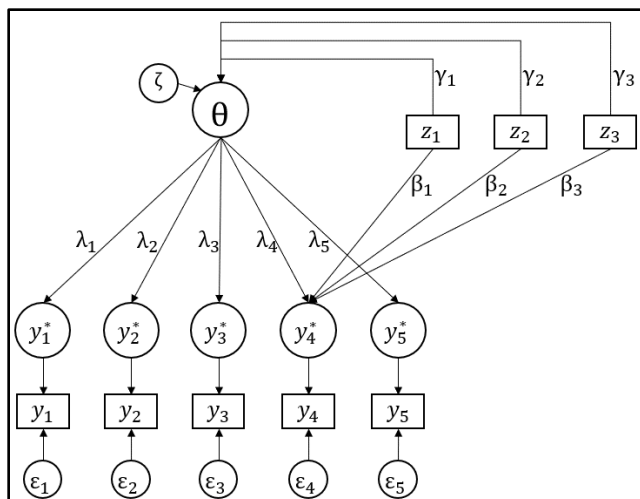 ζ
θ
γ₁ γ₂ γ₃
z₁ z₂ z₃
β₁ β₂ β₃
λ₁ λ₂ λ₃ λ₄ λ₅
y₁* y₂* y₃* y₄* y₅*
y₁ y₂ y₃ y₄ y₅
ε₁ ε₂ ε₃ ε₄ ε₅